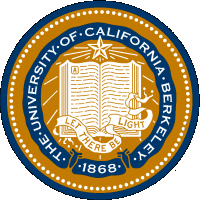 ·THE·UNIVERSITY·OF·CALIFORNIA·BERKELEY·
A
LET THERE BE LIGHT
·1868·